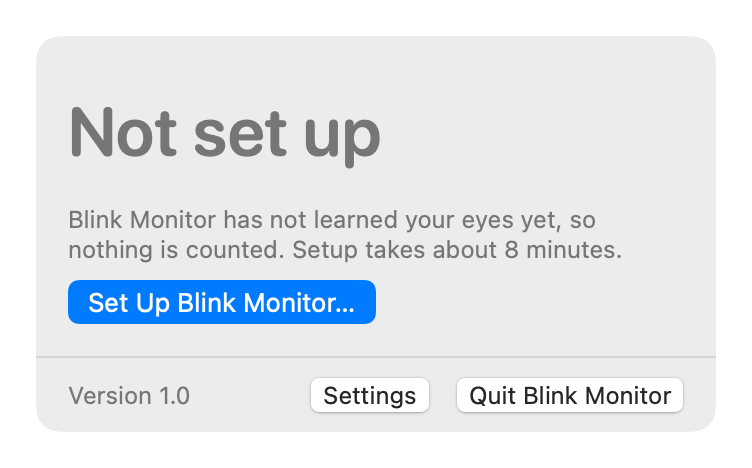 Not set up
Blink Monitor has not learned your eyes yet, so
nothing is counted. Setup takes about 8 minutes.
Set Up Blink Monitor...
Version 1.0
Settings
Quit Blink Monitor